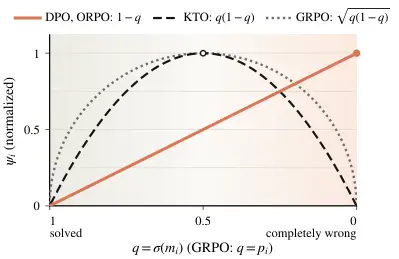 DPO, ORPO: 1 − q KTO: q(1 − q) GRPO: √q(1 − q)
ψᵢ (normalized)
1
0.5
0
1 0.5 0
solved completely wrong
q = σ(mᵢ) (GRPO: q = pᵢ)